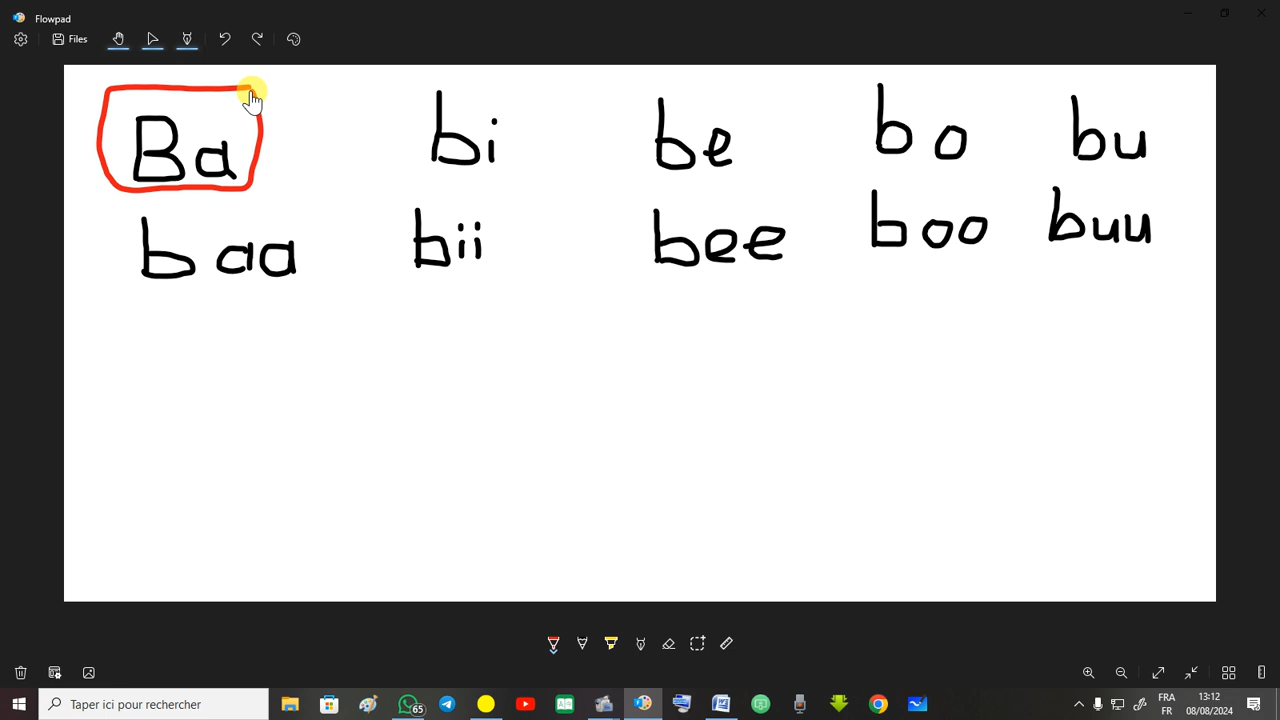 Flowpad
Files
Ba bi be bo bu
baa bii bee boo buu
Taper ici pour rechercher
65
FRA
FR
13:12
08/08/2024